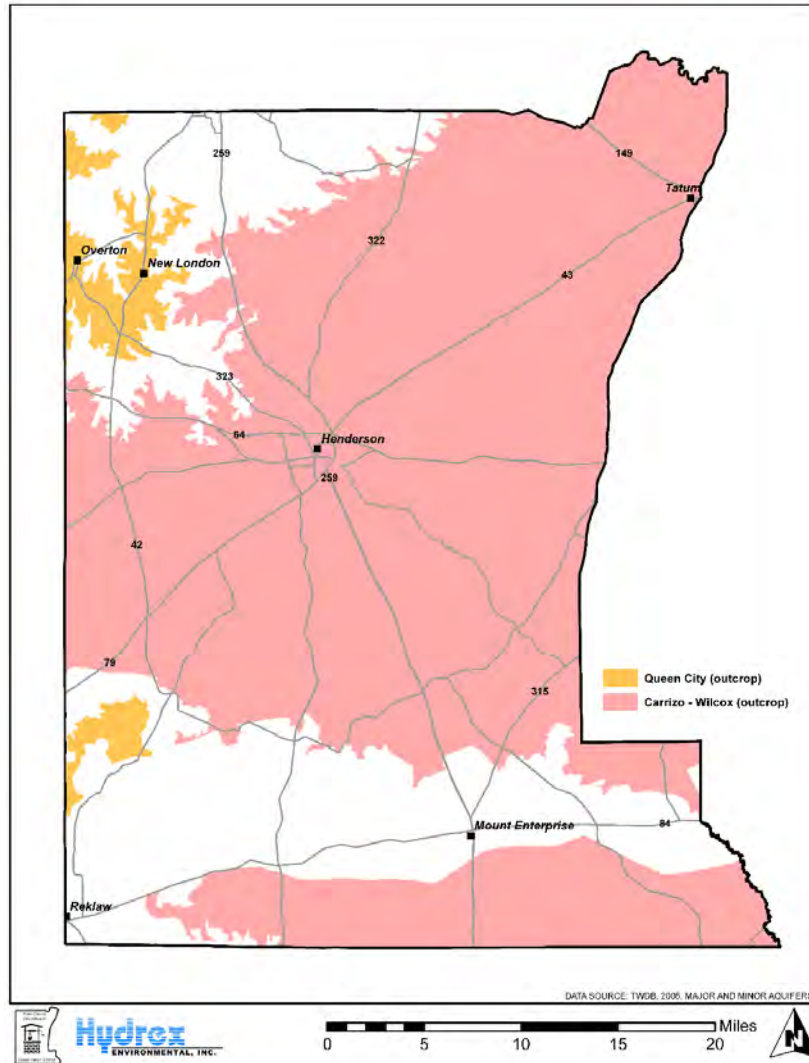 259
149
Tatum
322
Overton
New London
43
323
64
Henderson
259
42
79
Queen City (outcrop)
Carrizo - Wilcox (outcrop)
315
Mount Enterprise
84
Reklaw
DATA SOURCE: TWDB, 2006. MAJOR AND MINOR AQUIFERS
Hydrex
ENVIRONMENTAL, INC.
Miles
0 5 10 15 20
N